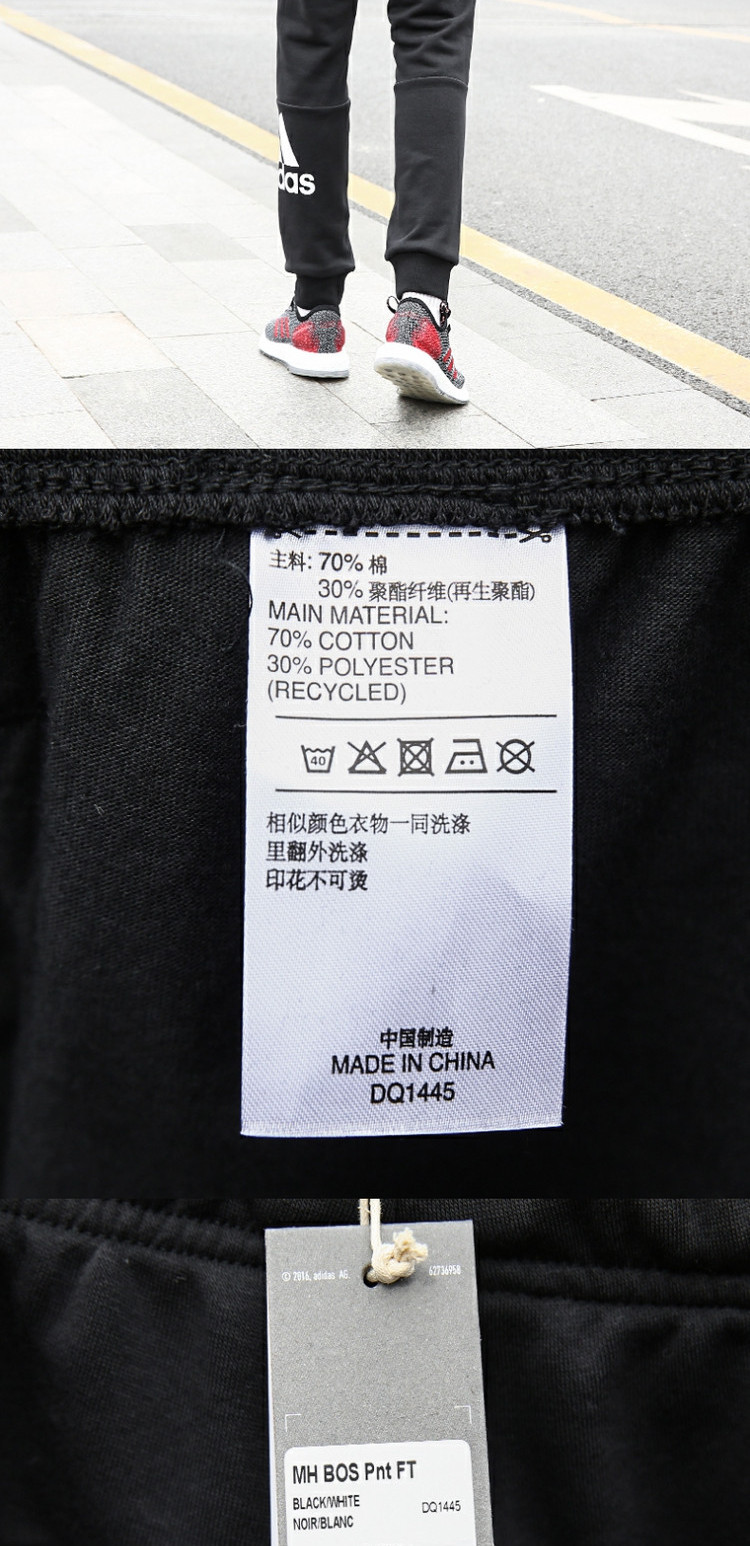 das
主料: 70% 棉
30% 聚酯纤维(再生聚酯)
MAIN MATERIAL:
70% COTTON
30% POLYESTER
(RECYCLED)
40
相似颜色衣物一同洗涤
里翻外洗涤
印花不可烫
中国制造
MADE IN CHINA
DQ1445
© 2016, adidas AG.
62736958
MH BOS Pnt FT
BLACK/WHITE
DQ1445
NOIR/BLANC